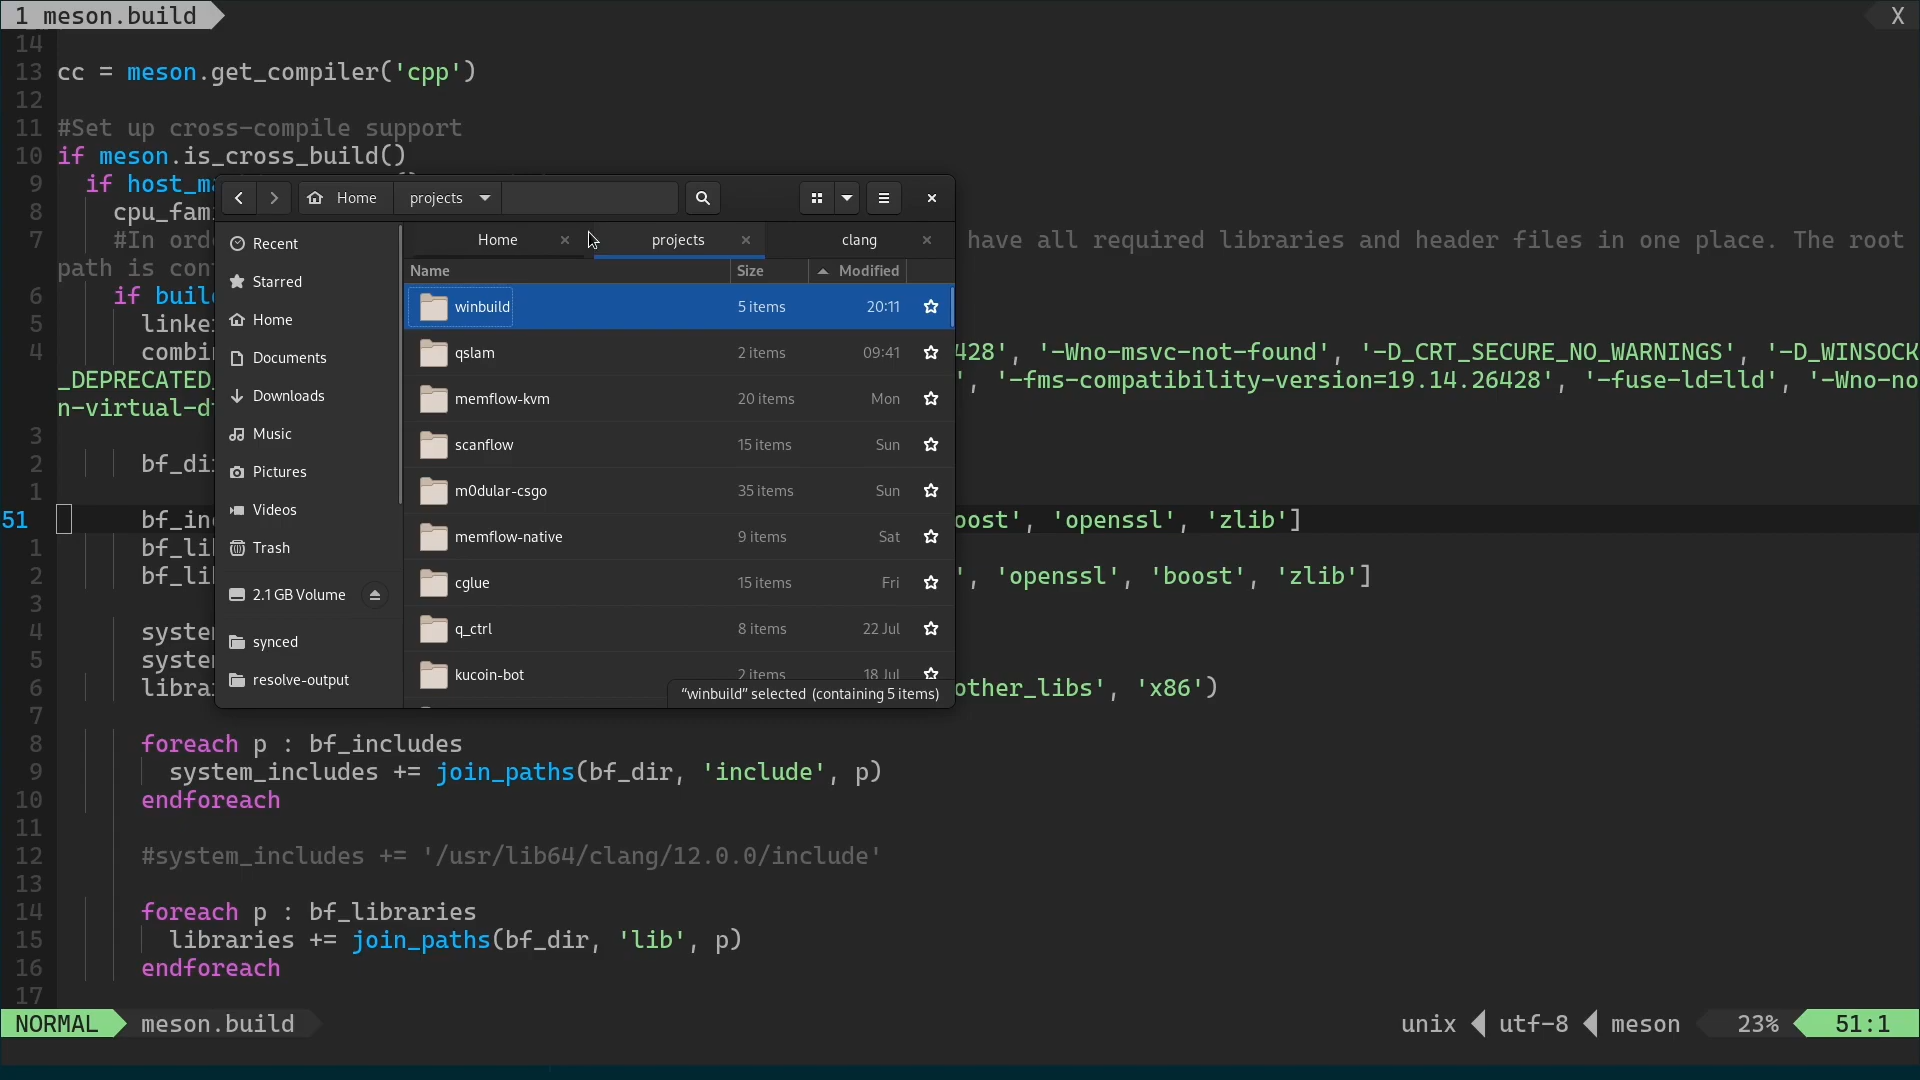 1 meson.build X
14
13 cc = meson.get_compiler('cpp')
12
11 #Set up cross-compile support
10 if meson.is_cross_build()
9 if host_ma
8 cpu_fam
7 #In ord have all required libraries and header files in one place. The root
path is con
6 if buil
5 linke
4 combin 428', '-Wno-msvc-not-found', '-D_CRT_SECURE_NO_WARNINGS', '-D_WINSOCK
_DEPRECATED_ ', '-fms-compatibility-version=19.14.26428', '-fuse-ld=lld', '-Wno-no
n-virtual-d
3
2 bf_di
1
51 bf_in oost', 'openssl', 'zlib']
1 bf_li
2 bf_li ', 'openssl', 'boost', 'zlib']
3
4 syste
5 syste
6 libra other_libs', 'x86')
7
8 foreach p : bf_includes
9 system_includes += join_paths(bf_dir, 'include', p)
10 endforeach
11
12 #system_includes += '/usr/lib64/clang/12.0.0/include'
13
14 foreach p : bf_libraries
15 libraries += join_paths(bf_dir, 'lib', p)
16 endforeach
17
NORMAL meson.build unix utf-8 meson 23% 51:1
Home projects
Recent
Starred
Home
Documents
Downloads
Music
Pictures
Videos
Trash
2.1 GB Volume
synced
resolve-output
Home projects clang
Name Size Modified
winbuild 5 items 20:11
qslam 2 items 09:41
memflow-kvm 20 items Mon
scanflow 15 items Sun
m0dular-csgo 35 items Sun
memflow-native 9 items Sat
cglue 15 items Fri
q_ctrl 8 items 22 Jul
kucoin-bot 2 items 18 Jul
“winbuild” selected (containing 5 items)